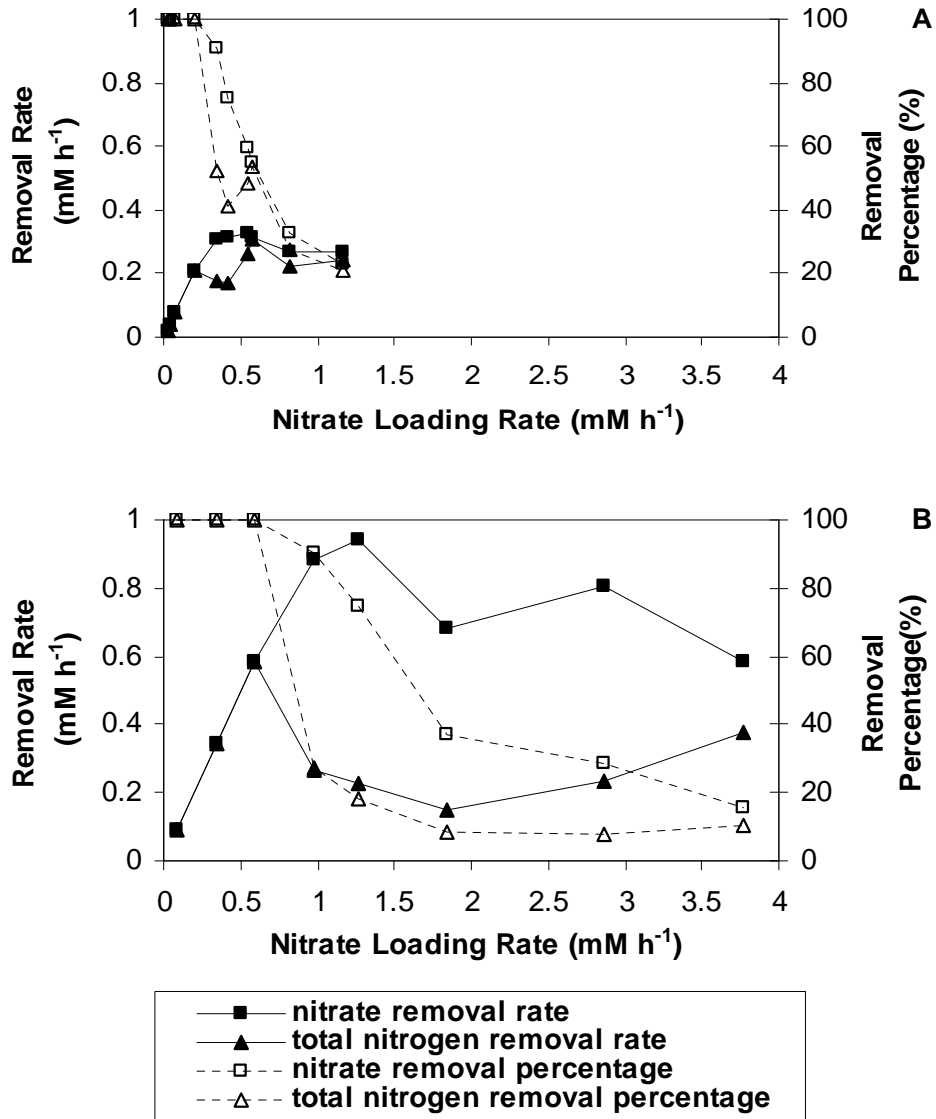 A
1
0.8
0.6
0.4
0.2
0
100
80
60
40
20
0
Removal Rate
(mM h-1)
Removal
Percentage (%)
0 0.5 1 1.5 2 2.5 3 3.5 4
Nitrate Loading Rate (mM h-1)
B
1
0.8
0.6
0.4
0.2
0
100
80
60
40
20
0
Removal Rate
(mM h-1)
Removal
Percentage(%)
0 0.5 1 1.5 2 2.5 3 3.5 4
Nitrate Loading Rate (mM h-1)
nitrate removal rate
total nitrogen removal rate
nitrate removal percentage
total nitrogen removal percentage